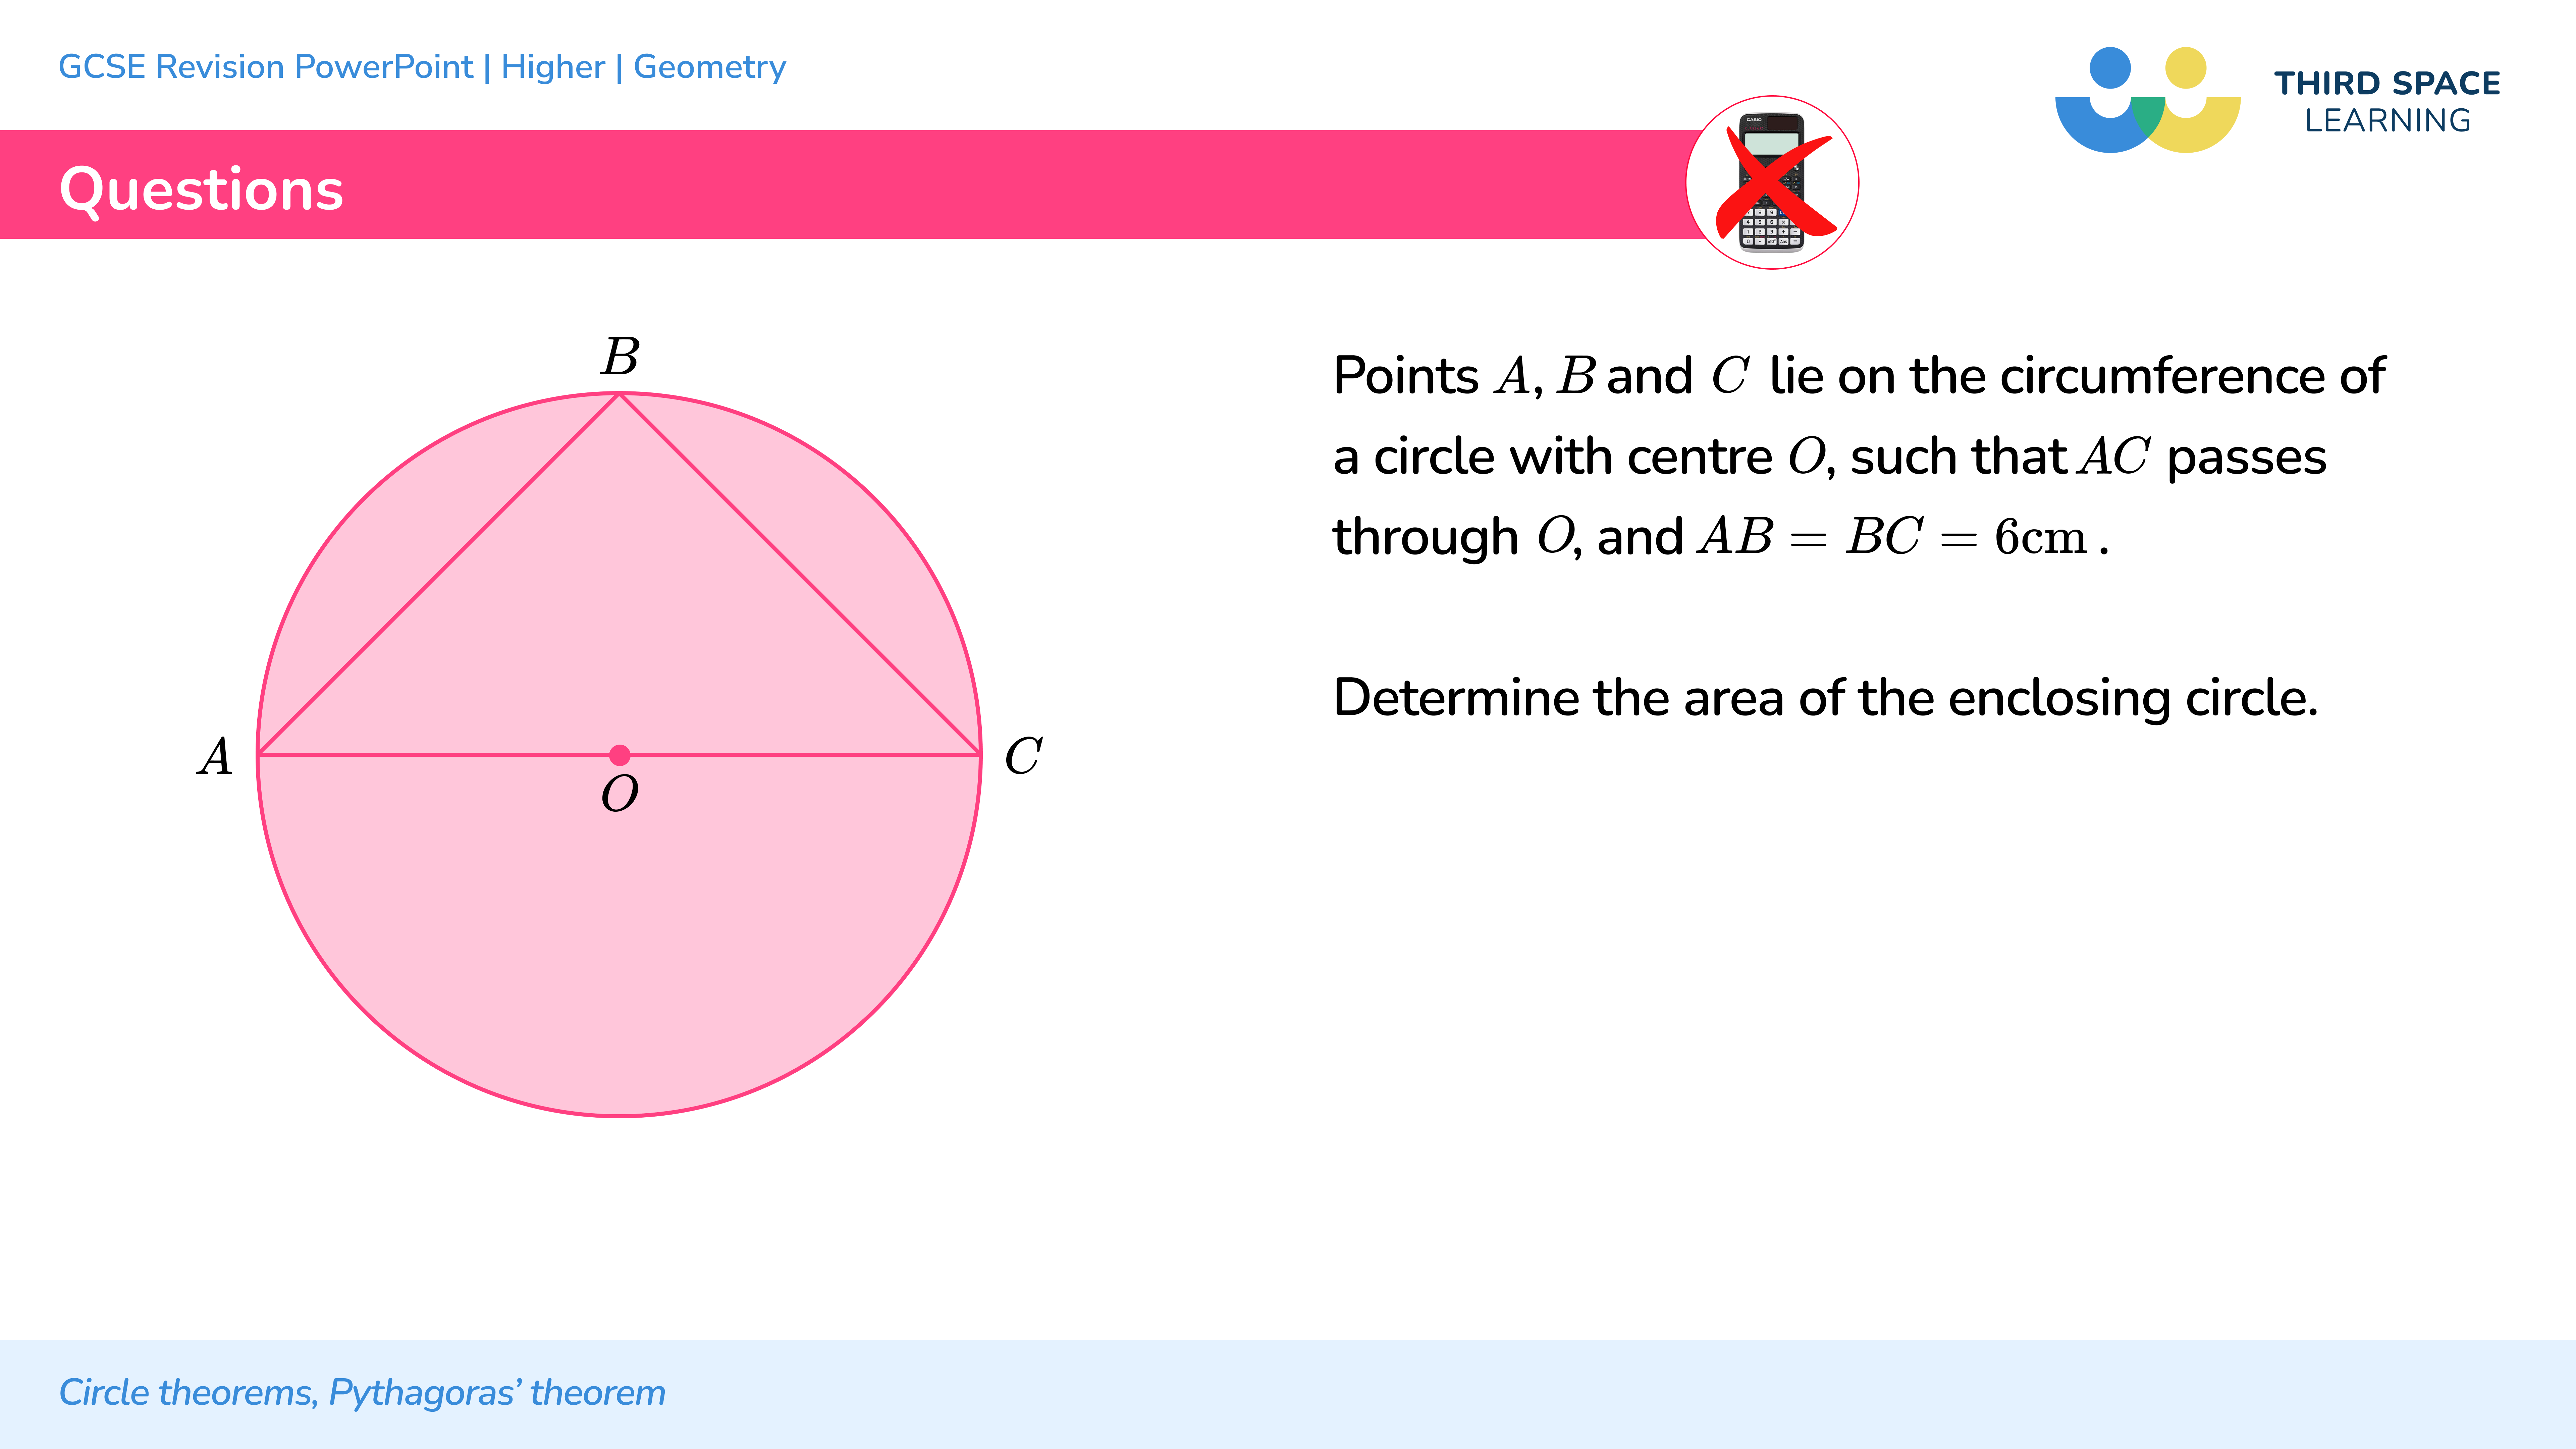 GCSE Revision PowerPoint | Higher | Geometry
THIRD SPACE
LEARNING
Questions
CASIO
B
A
C
O
Points A, B and C lie on the circumference of
a circle with centre O, such that AC passes
through O, and AB = BC = 6cm .
Determine the area of the enclosing circle.
Circle theorems, Pythagoras’ theorem